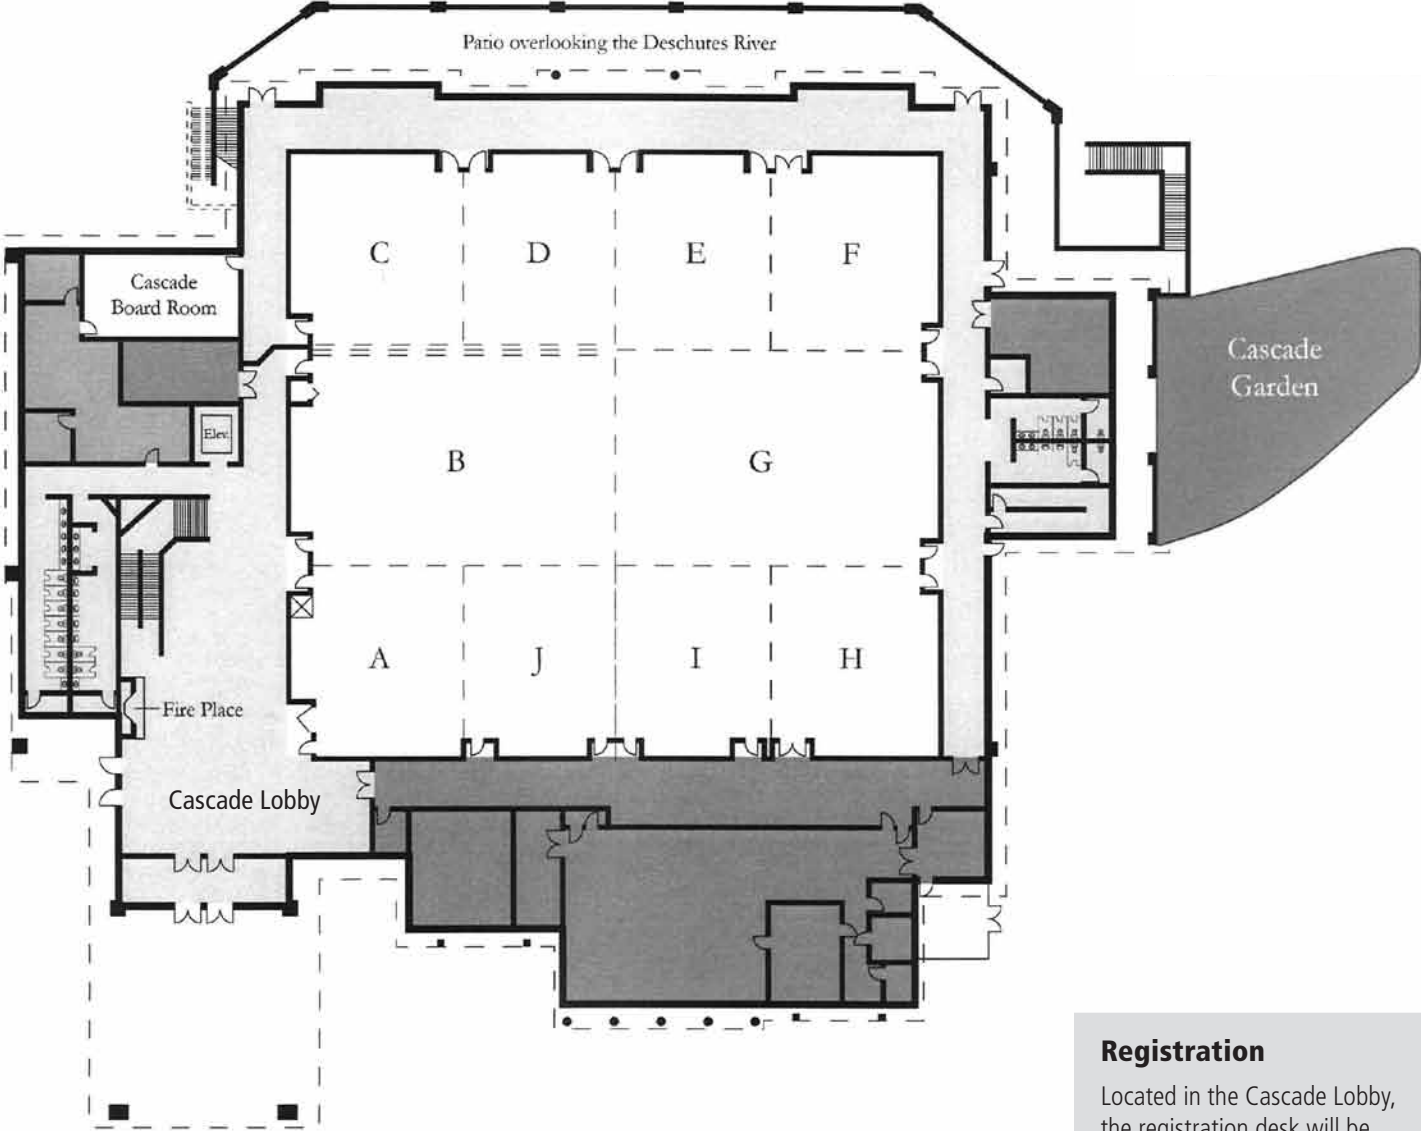 Patio overlooking the Deschutes River
C
D
E
F
Cascade
Board Room
Cascade
Garden
Elev.
B
G
A
J
I
H
Fire Place
Cascade Lobby
Registration
Located in the Cascade Lobby,
the registration desk will be